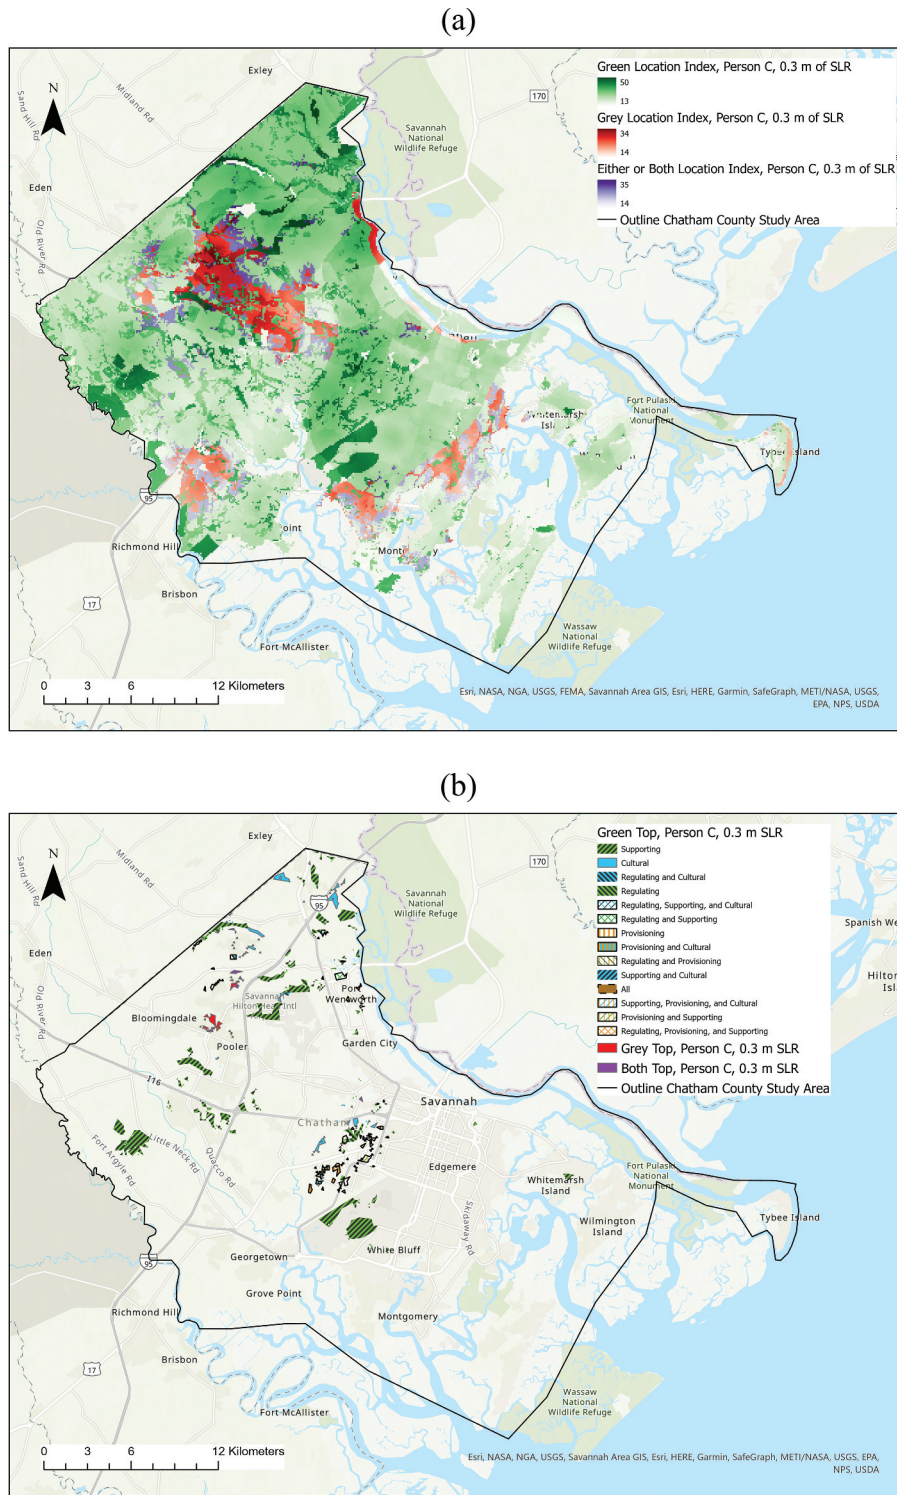 (a)
Exley
N
Midland Rd
Sand Hill Rd
170
Savannah
National
Wildlife Refuge
Eden
Old River Rd
Green Location Index, Person C, 0.3 m of SLR
50
13
Grey Location Index, Person C, 0.3 m of SLR
34
14
Either or Both Location Index, Person C, 0.3 m of SLR
35
14
Outline Chatham County Study Area
Fort Pulaski
National
Monument
Whitemarsh
Island
Tybee Island
95
oint
Richmond Hill
17
Brisbon
Fort McAllister
Wassaw
National
Wildlife Refuge
0 3 6 12 Kilometers
Esri, NASA, NGA, USGS, FEMA, Savannah Area GIS, Esri, HERE, Garmin, SafeGraph, METI/NASA, USGS,
EPA, NPS, USDA
(b)
Exley
N
Midland Rd
Sand Hill Rd
95
170
Savannah
National
Wildlife Refuge
Eden
Old River Rd
Green Top, Person C, 0.3 m SLR
Supporting
Cultural
Regulating and Cultural
Regulating
Regulating, Supporting, and Cultural
Regulating and Supporting
Provisioning
Provisioning and Cultural
Regulating and Provisioning
Supporting and Cultural
All
Supporting, Provisioning, and Cultural
Provisioning and Supporting
Regulating, Provisioning, and Supporting
Grey Top, Person C, 0.3 m SLR
Both Top, Person C, 0.3 m SLR
Outline Chatham County Study Area
Spanish We
Hilton
Port
Wentworth
Savannah
Hilton Head Intl
Bloomingdale
Pooler
Garden City
I16
Savannah
Chatham
Little Neck Rd
Fort Argyle Rd
Quacco Rd
Edgemere
Skidaway Rd
Whitemarsh
Island
Fort Pulaski
National
Monument
Wilmington
Island
Tybee Island
White Bluff
Georgetown
95
Grove Point
Richmond Hill
Montgomery
Brisbon
17
Fort McAllister
Wassaw
National
Wildlife Refuge
0 3 6 12 Kilometers
Esri, NASA, NGA, USGS, Savannah Area GIS, Esri, HERE, Garmin, SafeGraph, METI/NASA, USGS, EPA,
NPS, USDA